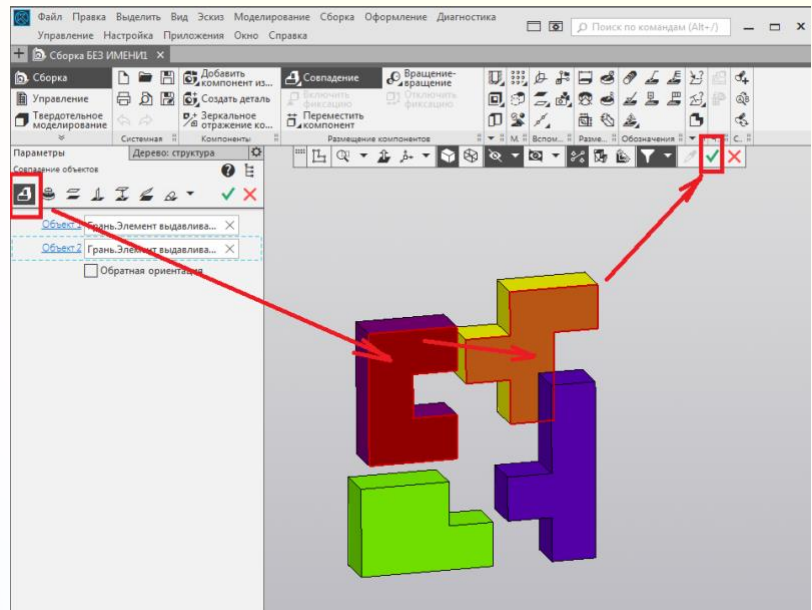 Файл Правка Выделить Вид Эскиз Моделирование Сборка Оформление Диагностика
Управление Настройка Приложения Окно Справка
Поиск по командам (Alt+/)
Сборка БЕЗ ИМЕНИ1
Сборка
Управление
Твердотельное моделирование
Системная
Добавить компонент из...
Создать деталь
Зеркальное отражение ко...
Компоненты
Совпадение
Включить фиксацию
Переместить компонент
Вращение-вращение
Отключить фиксацию
Размещение компонентов
М.
Вспом...
Разме...
Обозначения
Ч.
С...
Параметры
Дерево: структура
Совпадение объектов
Объект 1 Грань.Элемент выдавлива...
Объект 2 Грань.Элемент выдавлива...
Обратная ориентация